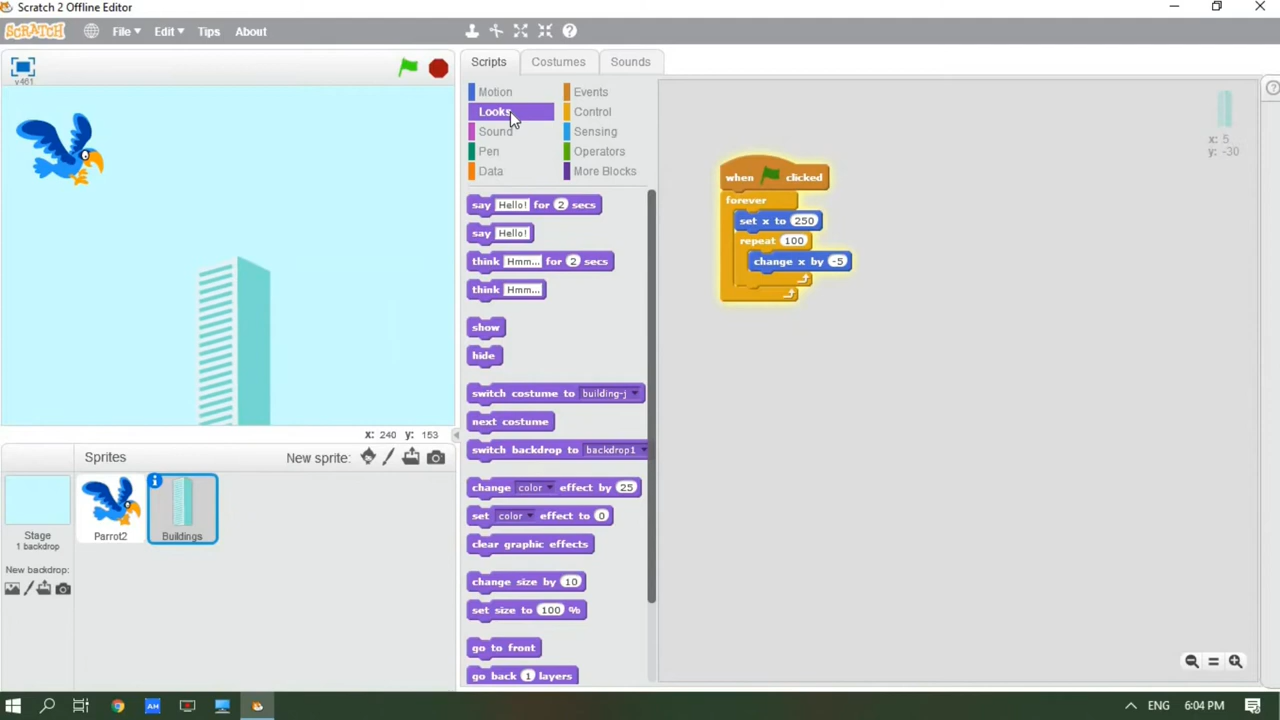 Scratch 2 Offline Editor
SCRATCH File Edit Tips About
v461
Scripts Costumes Sounds
Motion Events
Looks Control
Sound Sensing
Pen Operators
Data More Blocks
say Hello! for 2 secs
say Hello!
think Hmm... for 2 secs
think Hmm...
show
hide
switch costume to building-j
next costume
switch backdrop to backdrop1
change color effect by 25
set color effect to 0
clear graphic effects
change size by 10
set size to 100 %
go to front
go back 1 layers
when clicked
forever
set x to 250
repeat 100
change x by -5
x: 5
y: -30
x: 240 y: 153
Sprites New sprite:
Stage
1 backdrop
New backdrop:
Parrot2
Buildings
AM
ENG 6:04 PM